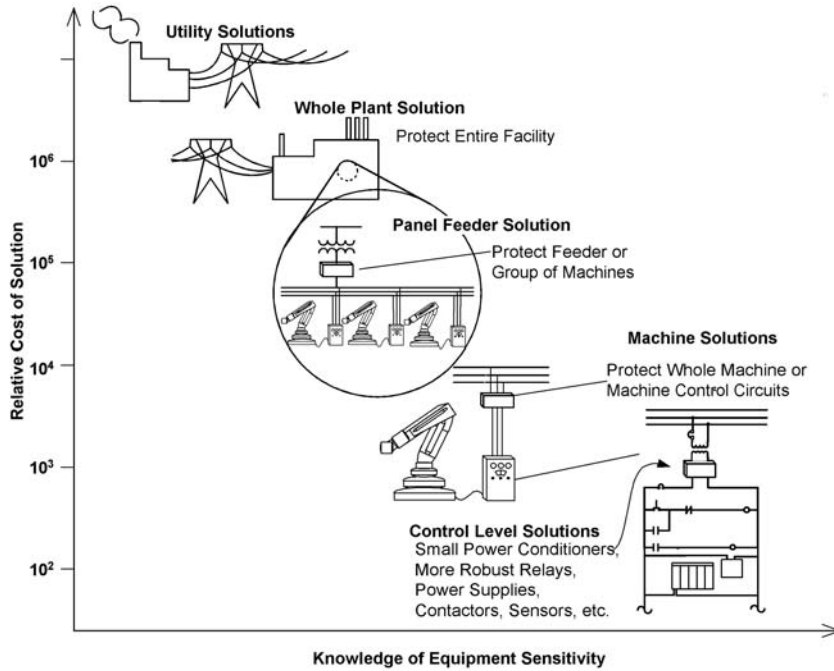 Utility Solutions
Whole Plant Solution
Protect Entire Facility
10⁶
Panel Feeder Solution
Protect Feeder or
Group of Machines
10⁵
Machine Solutions
Protect Whole Machine or
Machine Control Circuits
10⁴
10³
Control Level Solutions
Small Power Conditioners,
More Robust Relays,
Power Supplies,
Contactors, Sensors, etc.
10²
Relative Cost of Solution
Knowledge of Equipment Sensitivity